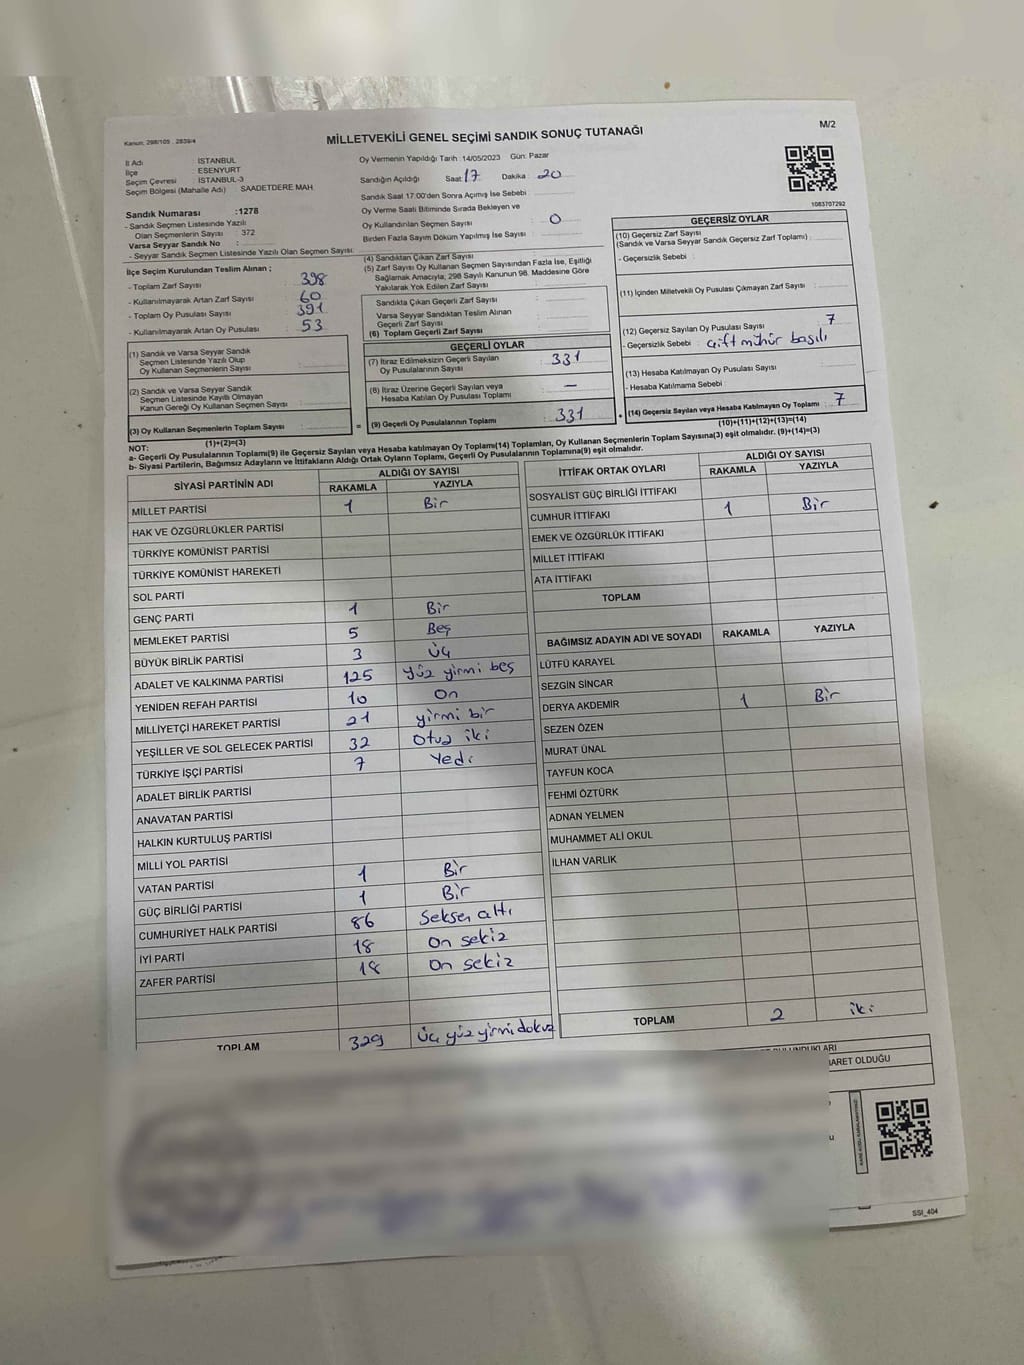 Kanun. 298/105 . 2839/4
MİLLETVEKİLİ GENEL SEÇİMİ SANDIK SONUÇ TUTANAĞI
M/2
İl Adı İSTANBUL
İlçe ESENYURT
Seçim Çevresi : İSTANBUL-3
Seçim Bölgesi (Mahalle Adı) SAADETDERE MAH
Sandık Numarası :1278
- Sandık Seçmen Listesinde Yazılı
Olan Seçmenlerin Sayısı : 372
Varsa Seyyar Sandık No :
- Seyyar Sandık Seçmen Listesinde Yazılı Olan Seçmen Sayısı:
Oy Vermenin Yapıldığı Tarih : 14/05/2023 Gün: Pazar
Sandığın Açıldığı Saat: 17 Dakika : 20
Sandık Saat 17:00'den Sonra Açımış İse Sebebi :
Oy Verme Saati Bitiminde Sırada Bekleyen ve
Oy Kullandırılan Seçmen Sayısı : 0
Birden Fazla Sayım Döküm Yapılmış İse Sayısı :
1083707292
İlçe Seçim Kurulundan Teslim Alınan ;
- Toplam Zarf Sayısı : 398
- Kullanılmayarak Artan Zarf Sayısı : 60
- Toplam Oy Pusulası Sayısı : 391
- Kullanılmayarak Artan Oy Pusulası : 53
(1) Sandık ve Varsa Seyyar Sandık
Seçmen Listesinde Yazılı Olup
Oy Kullanan Seçmenlerin Sayısı :
(2) Sandık ve Varsa Seyyar Sandık
Seçmen Listesinde Kayıtlı Olmayan
Kanun Gereği Oy Kullanan Seçmen Sayısı :
(3) Oy Kullanan Seçmenlerin Toplam Sayısı :
(1)+(2)=(3)
(4) Sandıktan Çıkan Zarf Sayısı :
(5) Zarf Sayısı Oy Kullanan Seçmen Sayısından Fazla İse, Eşitliği
Sağlamak Amacıyla; 298 Sayılı Kanunun 98. Maddesine Göre
Yakılarak Yok Edilen Zarf Sayısı :
Sandıkta Çıkan Geçerli Zarf Sayısı :
Varsa Seyyar Sandıktan Teslim Alınan
Geçerli Zarf Sayısı :
(6) Toplam Geçerli Zarf Sayısı :
GEÇERLİ OYLAR
(7) İtiraz Edilmeksizin Geçerli Sayılan
Oy Pusulalarının Sayısı : 331
(8) İtiraz Üzerine Geçerli Sayılan veya
Hesaba Katılan Oy Pusulası Toplamı : —
(9) Geçerli Oy Pusulalarının Toplamı : 331
GEÇERSİZ OYLAR
(10) Geçersiz Zarf Sayısı
(Sandık ve Varsa Seyyar Sandık Geçersiz Zarf Toplamı) :
- Geçersizlik Sebebi :
(11) İçinden Milletvekili Oy Pusulası Çıkmayan Zarf Sayısı :
(12) Geçersiz Sayılan Oy Pusulası Sayısı : 7
- Geçersizlik Sebebi : çift mühür basılı
(13) Hesaba Katılmayan Oy Pusulası Sayısı :
- Hesaba Katılmama Sebebi :
(14) Geçersiz Sayılan veya Hesaba Katılmayan Oy Toplamı : 7
(10)+(11)+(12)+(13)=(14)
NOT:
a- Geçerli Oy Pusulalarının Toplamı(9) ile Geçersiz Sayılan veya Hesaba katılmayan Oy Toplamı(14) Toplamları, Oy Kullanan Seçmenlerin Toplam Sayısına(3) eşit olmalıdır. (9)+(14)=(3)
b- Siyasi Partilerin, Bağımsız Adayların ve İttifakların Aldığı Ortak Oyların Toplamı, Geçerli Oy Pusulalarının Toplamına(9) eşit olmalıdır.
SİYASİ PARTİNİN ADI ALDIĞI OY SAYISI
RAKAMLA YAZIYLA
MİLLET PARTİSİ 1 Bir
HAK VE ÖZGÜRLÜKLER PARTİSİ
TÜRKİYE KOMÜNİST PARTİSİ
TÜRKİYE KOMÜNİST HAREKETİ
SOL PARTİ
GENÇ PARTİ 1 Bir
MEMLEKET PARTİSİ 5 Beş
BÜYÜK BİRLİK PARTİSİ 3 Üç
ADALET VE KALKINMA PARTİSİ 125 yüz yirmi beş
YENİDEN REFAH PARTİSİ 10 On
MİLLİYETÇİ HAREKET PARTİSİ 21 yirmi bir
YEŞİLLER VE SOL GELECEK PARTİSİ 32 Otuz iki
TÜRKİYE İŞÇİ PARTİSİ 7 Yedi
ADALET BİRLİK PARTİSİ
ANAVATAN PARTİSİ
HALKIN KURTULUŞ PARTİSİ
MİLLİ YOL PARTİSİ
VATAN PARTİSİ 1 Bir
GÜÇ BİRLİĞİ PARTİSİ 1 Bir
CUMHURİYET HALK PARTİSİ 86 Seksen altı
İYİ PARTİ 18 On sekiz
ZAFER PARTİSİ 18 On sekiz
TOPLAM 329 Üç yüz yirmi dokuz
İTTİFAK ORTAK OYLARI ALDIĞI OY SAYISI
RAKAMLA YAZIYLA
SOSYALİST GÜÇ BİRLİĞİ İTTİFAKI
CUMHUR İTTİFAKI 1 Bir
EMEK VE ÖZGÜRLÜK İTTİFAKI
MİLLET İTTİFAKI
ATA İTTİFAKI
TOPLAM
BAĞIMSIZ ADAYIN ADI VE SOYADI RAKAMLA YAZIYLA
LÜTFÜ KARAYEL
SEZGİN SİNCAR
DERYA AKDEMİR 1 Bir
SEZEN ÖZEN
MURAT ÜNAL
TAYFUN KOCA
FEHMİ ÖZTÜRK
ADNAN YELMEN
MUHAMMET ALİ OKUL
İLHAN VARLIK
TOPLAM 2 iki
BARET OLDUĞU
SSI_404